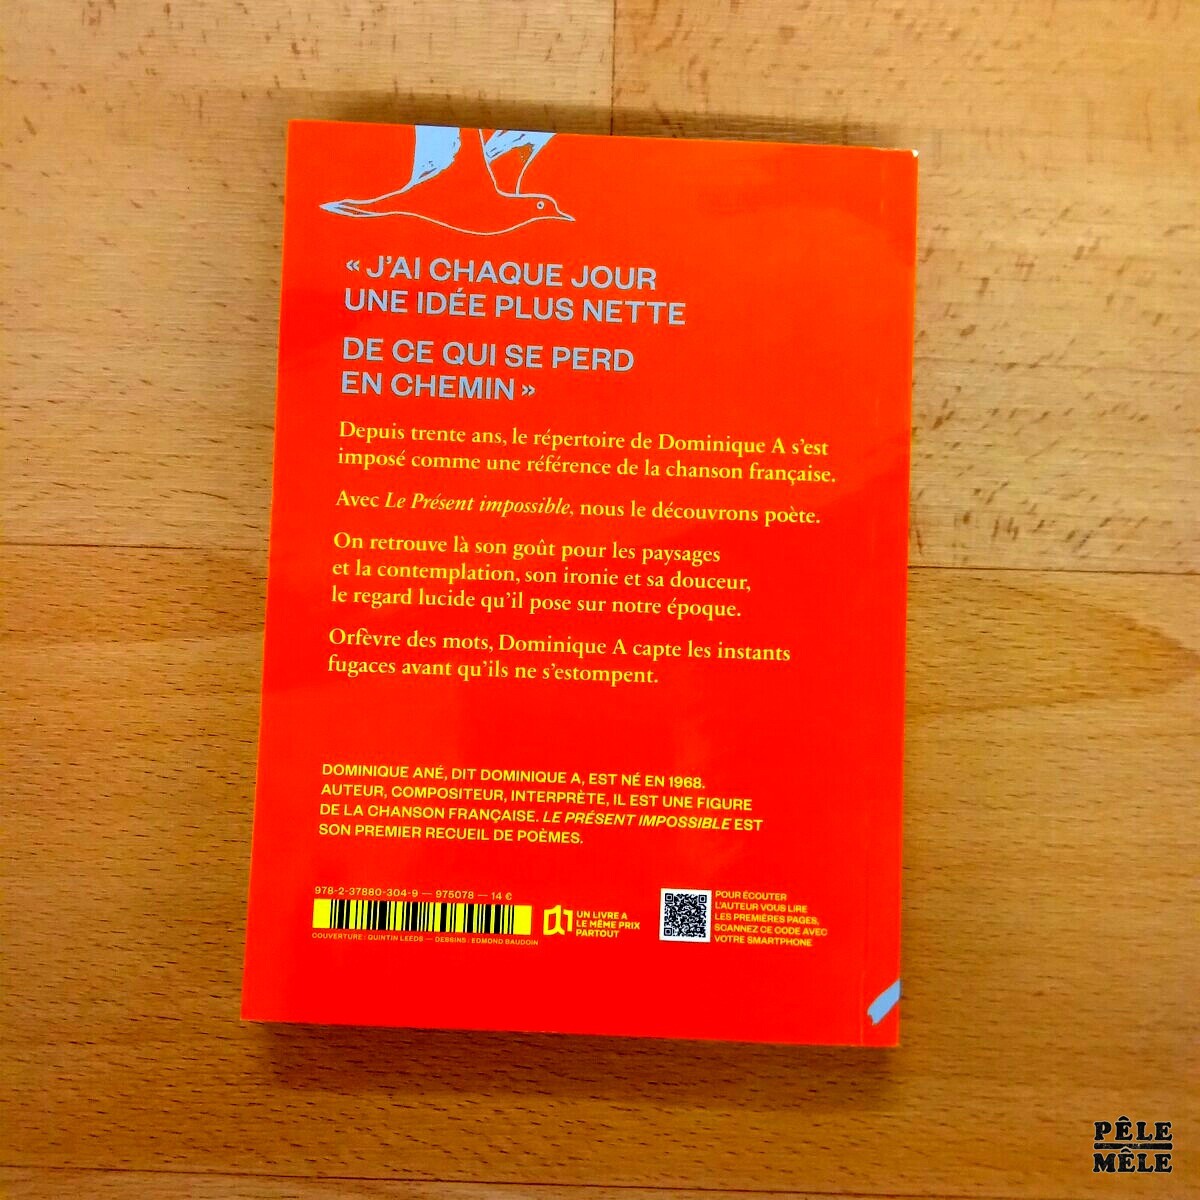 « J'AI CHAQUE JOUR
UNE IDÉE PLUS NETTE
DE CE QUI SE PERD
EN CHEMIN »
Depuis trente ans, le répertoire de Dominique A s'est
imposé comme une référence de la chanson française.
Avec Le Présent impossible, nous le découvrons poète.
On retrouve là son goût pour les paysages
et la contemplation, son ironie et sa douceur,
le regard lucide qu'il pose sur notre époque.
Orfèvre des mots, Dominique A capte les instants
fugaces avant qu'ils ne s'estompent.
DOMINIQUE ANÉ, DIT DOMINIQUE A, EST NÉ EN 1968.
AUTEUR, COMPOSITEUR, INTERPRÈTE, IL EST UNE FIGURE
DE LA CHANSON FRANÇAISE. LE PRÉSENT IMPOSSIBLE EST
SON PREMIER RECUEIL DE POÈMES.
978-2-37880-304-9 — 975078 — 14 €
COUVERTURE : QUINTIN LEEDS — DESSINS : EDMOND BAUDOIN
UN LIVRE A
LE MÊME PRIX
PARTOUT
POUR ÉCOUTER
L'AUTEUR VOUS LIRE
LES PREMIÈRES PAGES,
SCANNEZ CE CODE AVEC
VOTRE SMARTPHONE
PÊLE
MÊLE